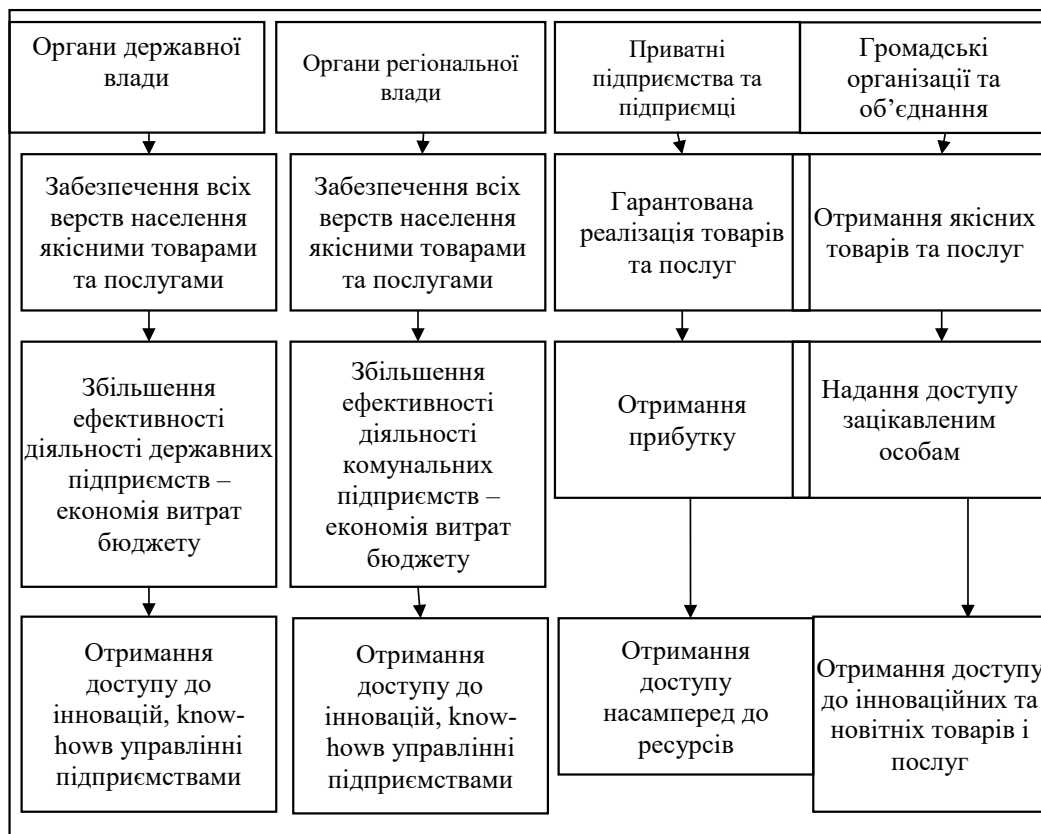 Органи державної
влади
Органи регіональної
влади
Приватні
підприємства та
підприємці
Громадські
організації та
об’єднання
Забезпечення всіх
верств населення
якісними товарами
та послугами
Забезпечення всіх
верств населення
якісними товарами
та послугами
Гарантована
реалізація товарів
та послуг
Отримання якісних
товарів та послуг
Збільшення
ефективності
діяльності державних
підприємств –
економія витрат
бюджету
Збільшення
ефективності
діяльності
комунальних
підприємств –
економія витрат
бюджету
Отримання
прибутку
Надання доступу
зацікавленим
особам
Отримання
доступу до
інновацій, know-
howв управлінні
підприємствами
Отримання
доступу до
інновацій, know-
howв управлінні
підприємствами
Отримання
доступу
насамперед до
ресурсів
Отримання доступу
до інноваційних та
новітніх товарів і
послуг